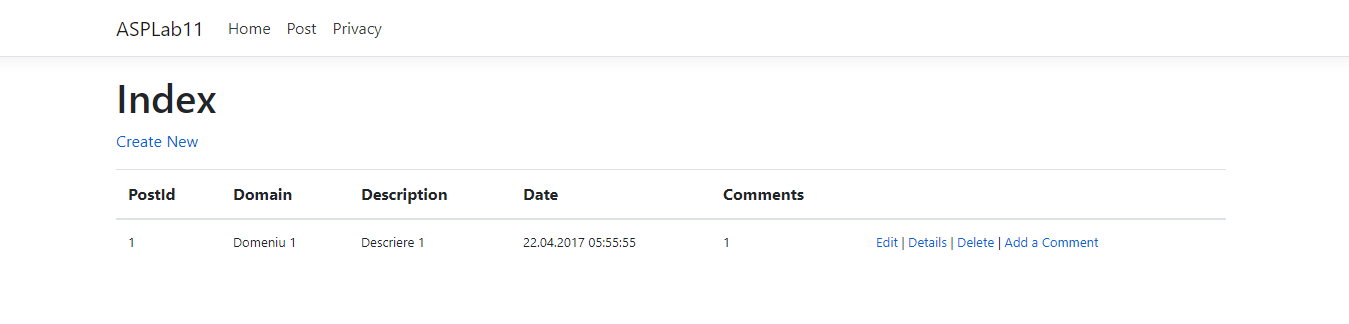 ASPLab11 Home Post Privacy
Index
Create New
PostId Domain Description Date Comments
1 Domeniu 1 Descriere 1 22.04.2017 05:55:55 1 Edit | Details | Delete | Add a Comment